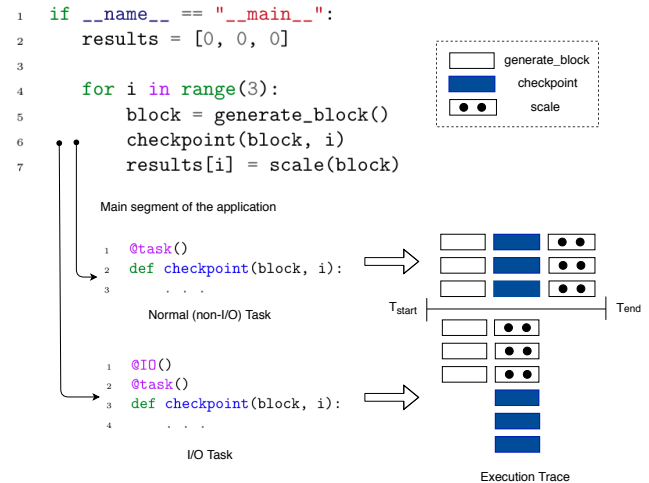 1 if __name__ == "__main__":
2 results = [0, 0, 0]
3
4 for i in range(3):
5 block = generate_block()
6 checkpoint(block, i)
7 results[i] = scale(block)
generate_block
checkpoint
scale
Main segment of the application
1 @task()
2 def checkpoint(block, i):
3 . . .
Normal (non-I/O) Task
1 @IO()
2 @task()
3 def checkpoint(block, i):
4 . . .
I/O Task
Tstart
Tend
Execution Trace